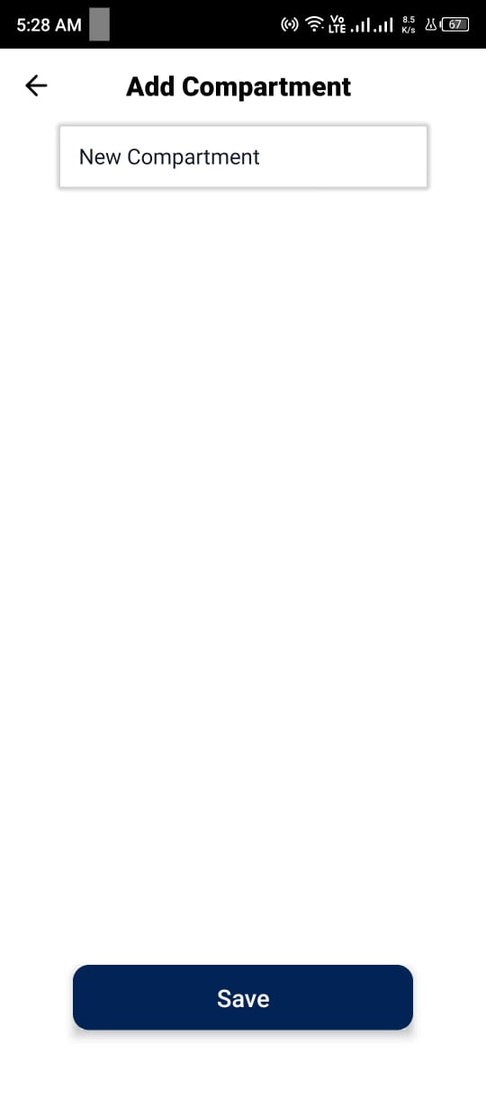 5:28 AM
Vo
LTE
8.5
K/s
67
Add Compartment
New Compartment
Save